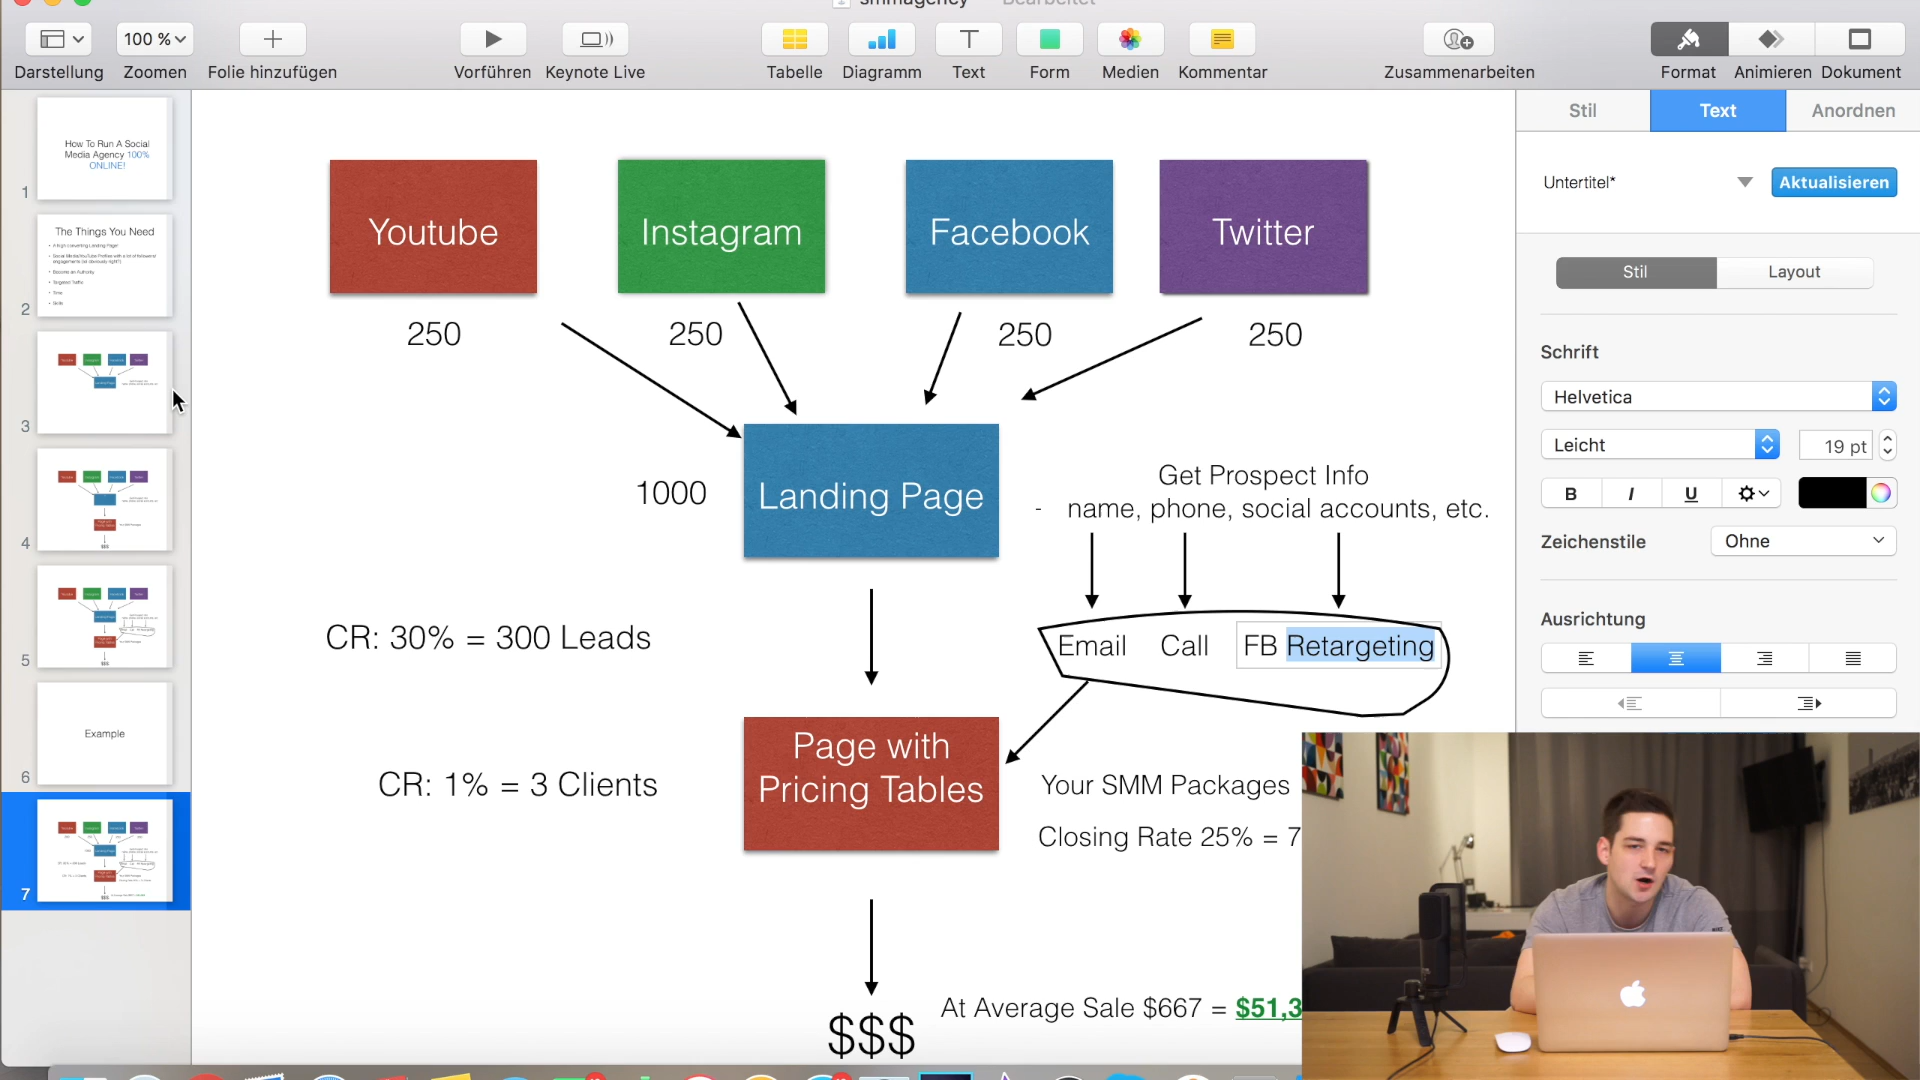 smmagency — Bearbeitet
100 %
Darstellung
Zoomen
Folie hinzufügen
Vorführen
Keynote Live
Tabelle
Diagramm
Text
Form
Medien
Kommentar
Zusammenarbeiten
Format
Animieren
Dokument
How To Run A Social
Media Agency 100%
ONLINE!
1
The Things You Need
2
3
4
5
Example
6
7
Youtube
Instagram
Facebook
Twitter
250
250
250
250
1000
Landing Page
Get Prospect Info
- name, phone, social accounts, etc.
CR: 30% = 300 Leads
Email
Call
FB Retargeting
CR: 1% = 3 Clients
Page with
Pricing Tables
Your SMM Packages
Closing Rate 25% = 7
At Average Sale $667 = $51,3
$$$
Stil
Text
Anordnen
Untertitel*
Aktualisieren
Stil
Layout
Schrift
Helvetica
Leicht
19 pt
B I U
Zeichenstile
Ohne
Ausrichtung